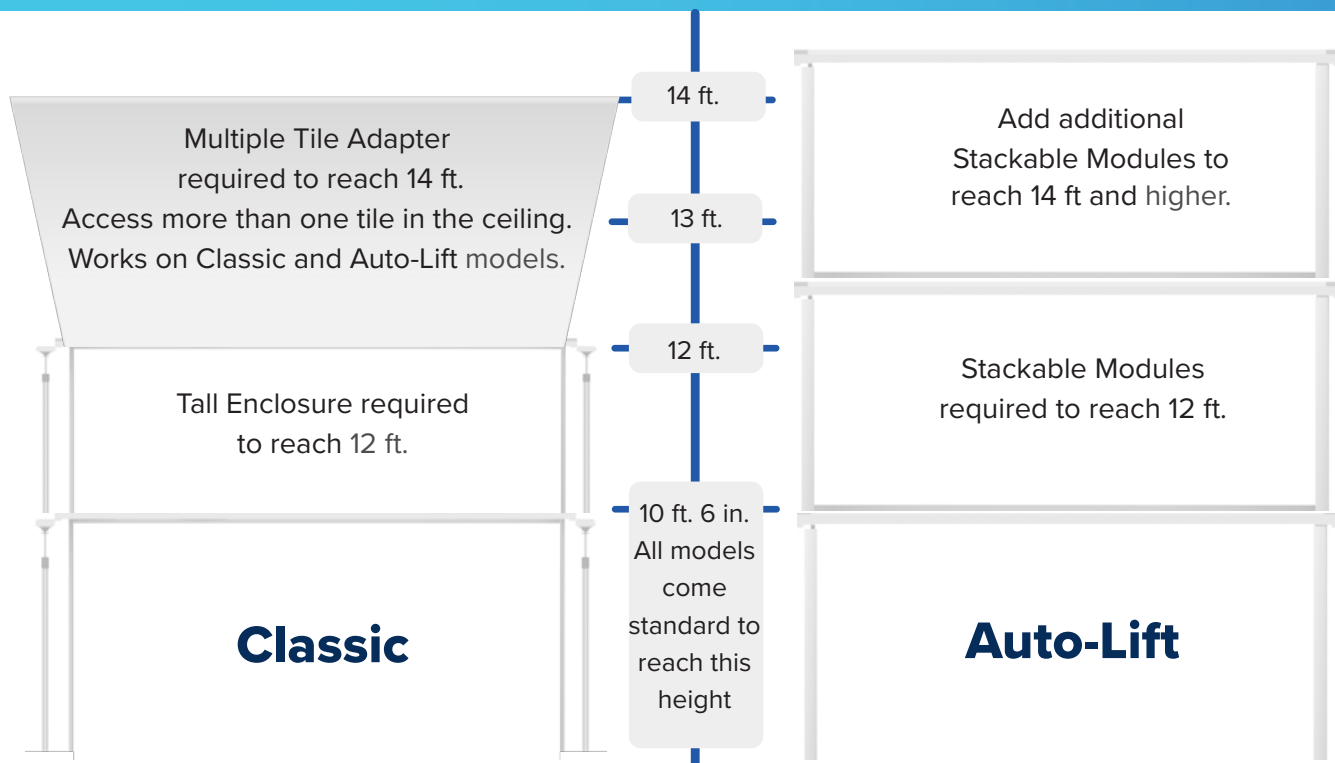 Multiple Tile Adapter
required to reach 14 ft.
Access more than one tile in the ceiling.
Works on Classic and Auto-Lift models.
Tall Enclosure required
to reach 12 ft.
Classic
14 ft.
13 ft.
12 ft.
10 ft. 6 in.
All models
come
standard to
reach this
height
Add additional
Stackable Modules to
reach 14 ft and higher.
Stackable Modules
required to reach 12 ft.
Auto-Lift